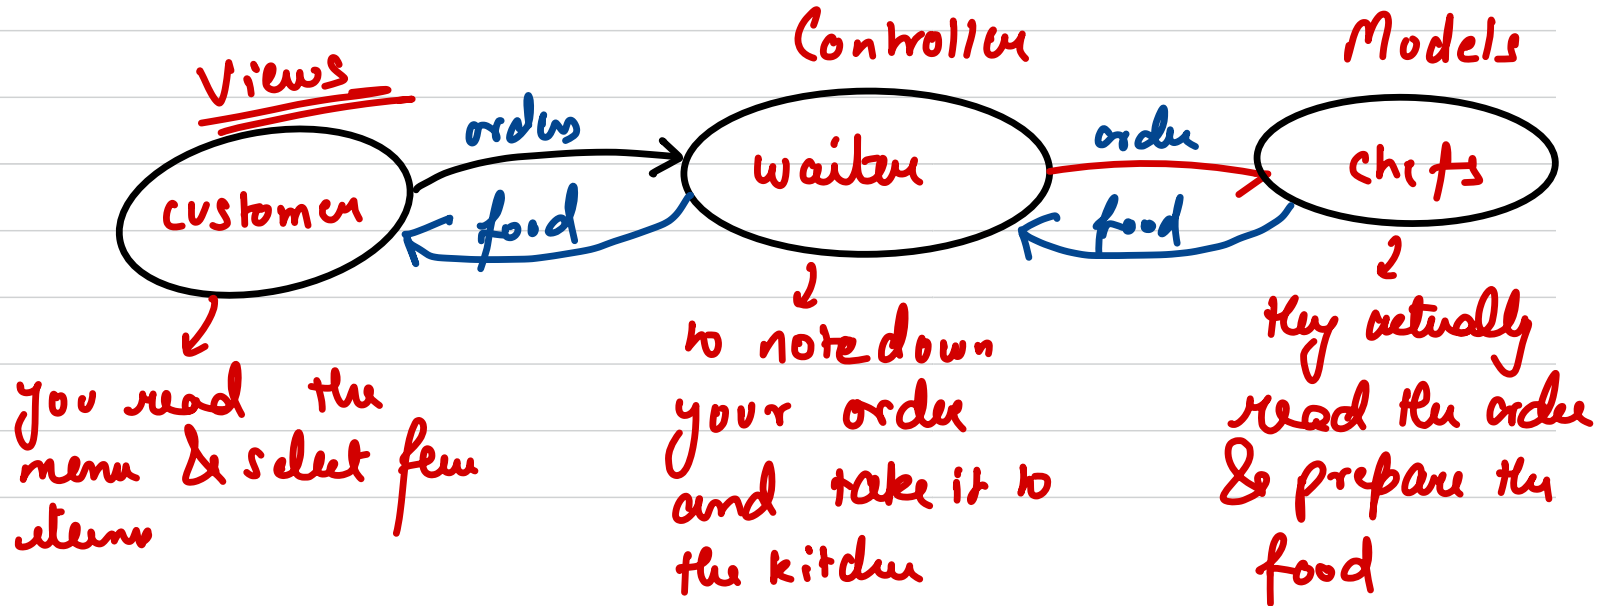 Views
Controller
Models
customer
orders
food
waiter
order
food
chefs
you read the
menu & select few
items
to note down
your order
and take it to
the kitchen
they actually
read the order
& prepare the
food